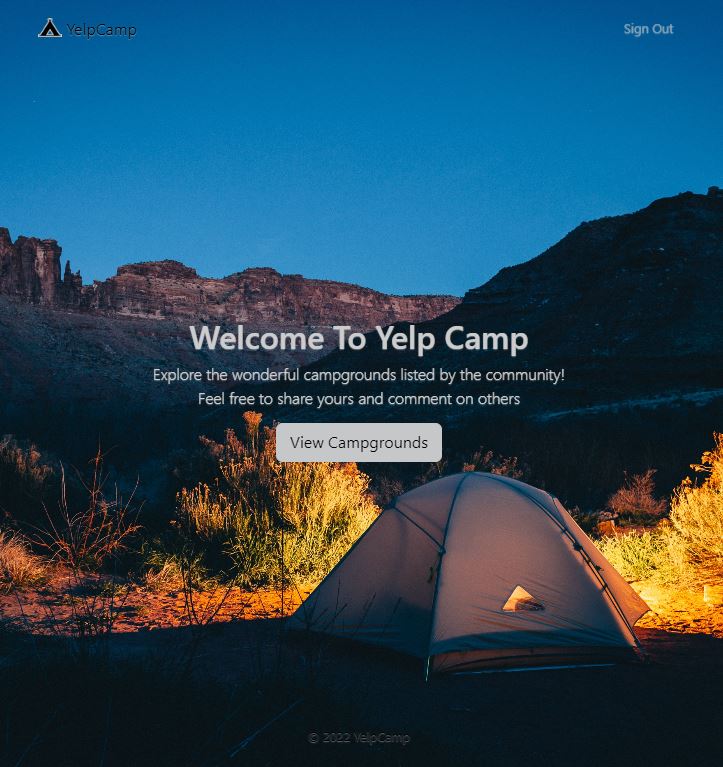 YelpCamp
Sign Out
Welcome To Yelp Camp
Explore the wonderful campgrounds listed by the community!
Feel free to share yours and comment on others
View Campgrounds
© 2022 YelpCamp